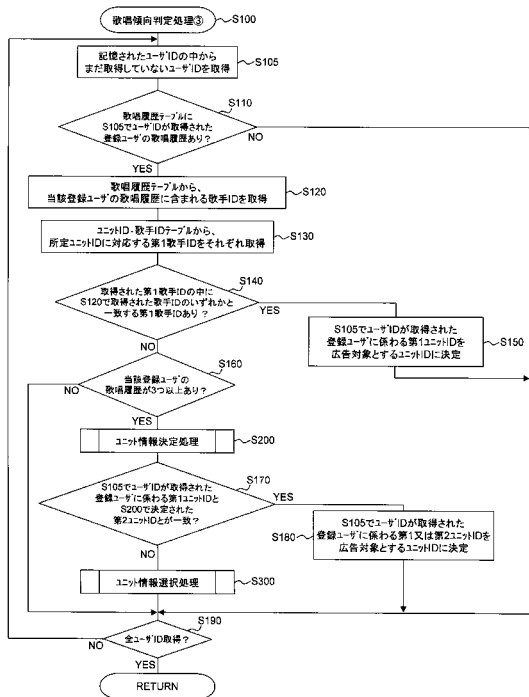 歌唱傾向判定処理③
S100
記憶されたユーザIDの中から
まだ取得していないユーザIDを取得
S105
歌唱履歴テーブルに
S105でユーザIDが取得された
登録ユーザの歌唱履歴あり？
S110
NO
YES
歌唱履歴テーブルから、
当該登録ユーザの歌唱履歴に含まれる歌手IDを取得
S120
ユニットID-歌手IDテーブルから、
所定ユニットIDに対応する第1歌手IDをそれぞれ取得
S130
取得された第1歌手IDの中に
S120で取得された歌手IDのいずれかと
一致する第1歌手IDあり？
S140
YES
NO
S105でユーザIDが取得された
登録ユーザに係わる第1ユニットIDを
広告対象とするユニットIDに決定
S150
当該登録ユーザの
歌唱履歴が3つ以上あり？
S160
NO
YES
ユニット情報決定処理
S200
S105でユーザIDが取得された
登録ユーザに係わる第1ユニットIDと
S200で決定された
第2ユニットIDとが一致？
S170
YES
NO
S180
S105でユーザIDが取得された
登録ユーザに係わる第1又は第2ユニットIDを
広告対象とするユニットIDに決定
ユニット情報選択処理
S300
全ユーザID取得？
S190
NO
YES
RETURN